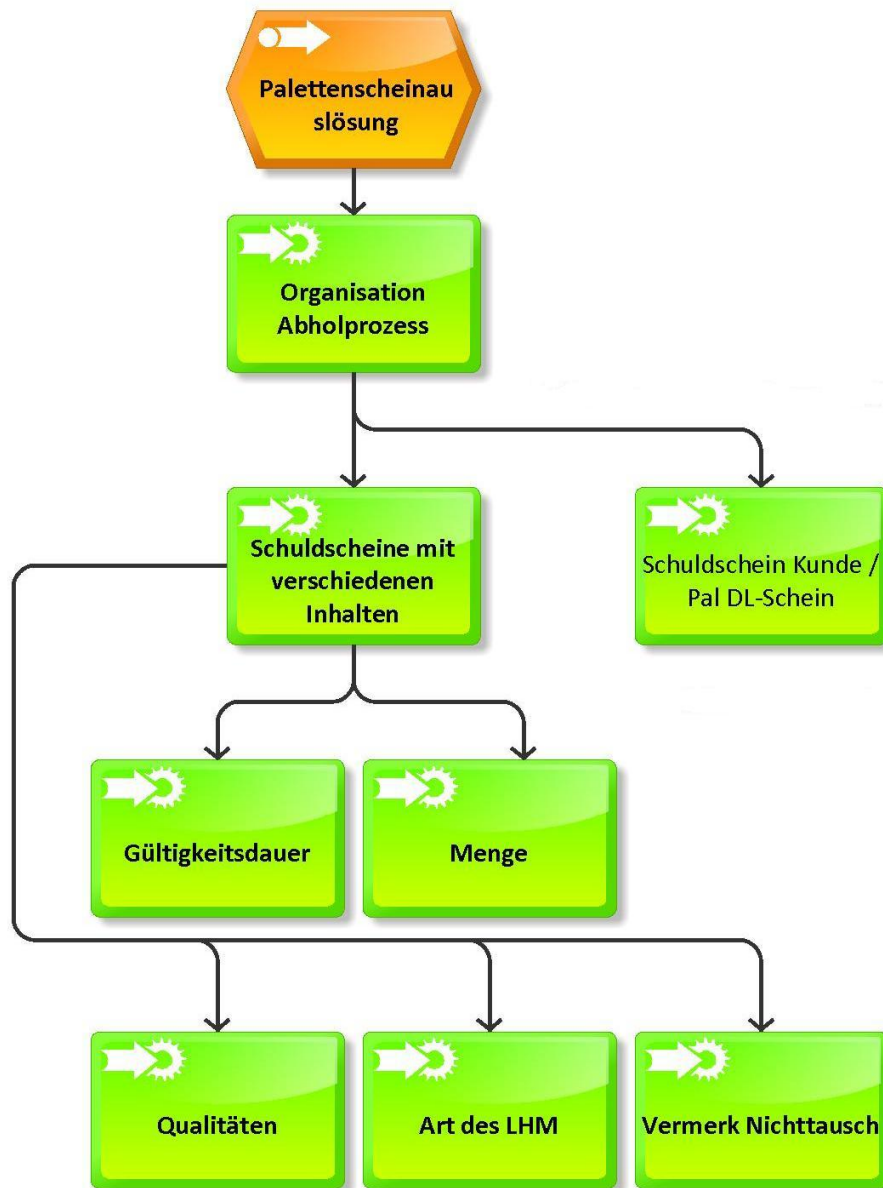 Palettenscheinau
slösung
Organisation
Abholprozess
Schuldscheine mit
verschiedenen
Inhalten
Schuldschein Kunde /
Pal DL-Schein
Gültigkeitsdauer
Menge
Qualitäten
Art des LHM
Vermerk Nichttausch